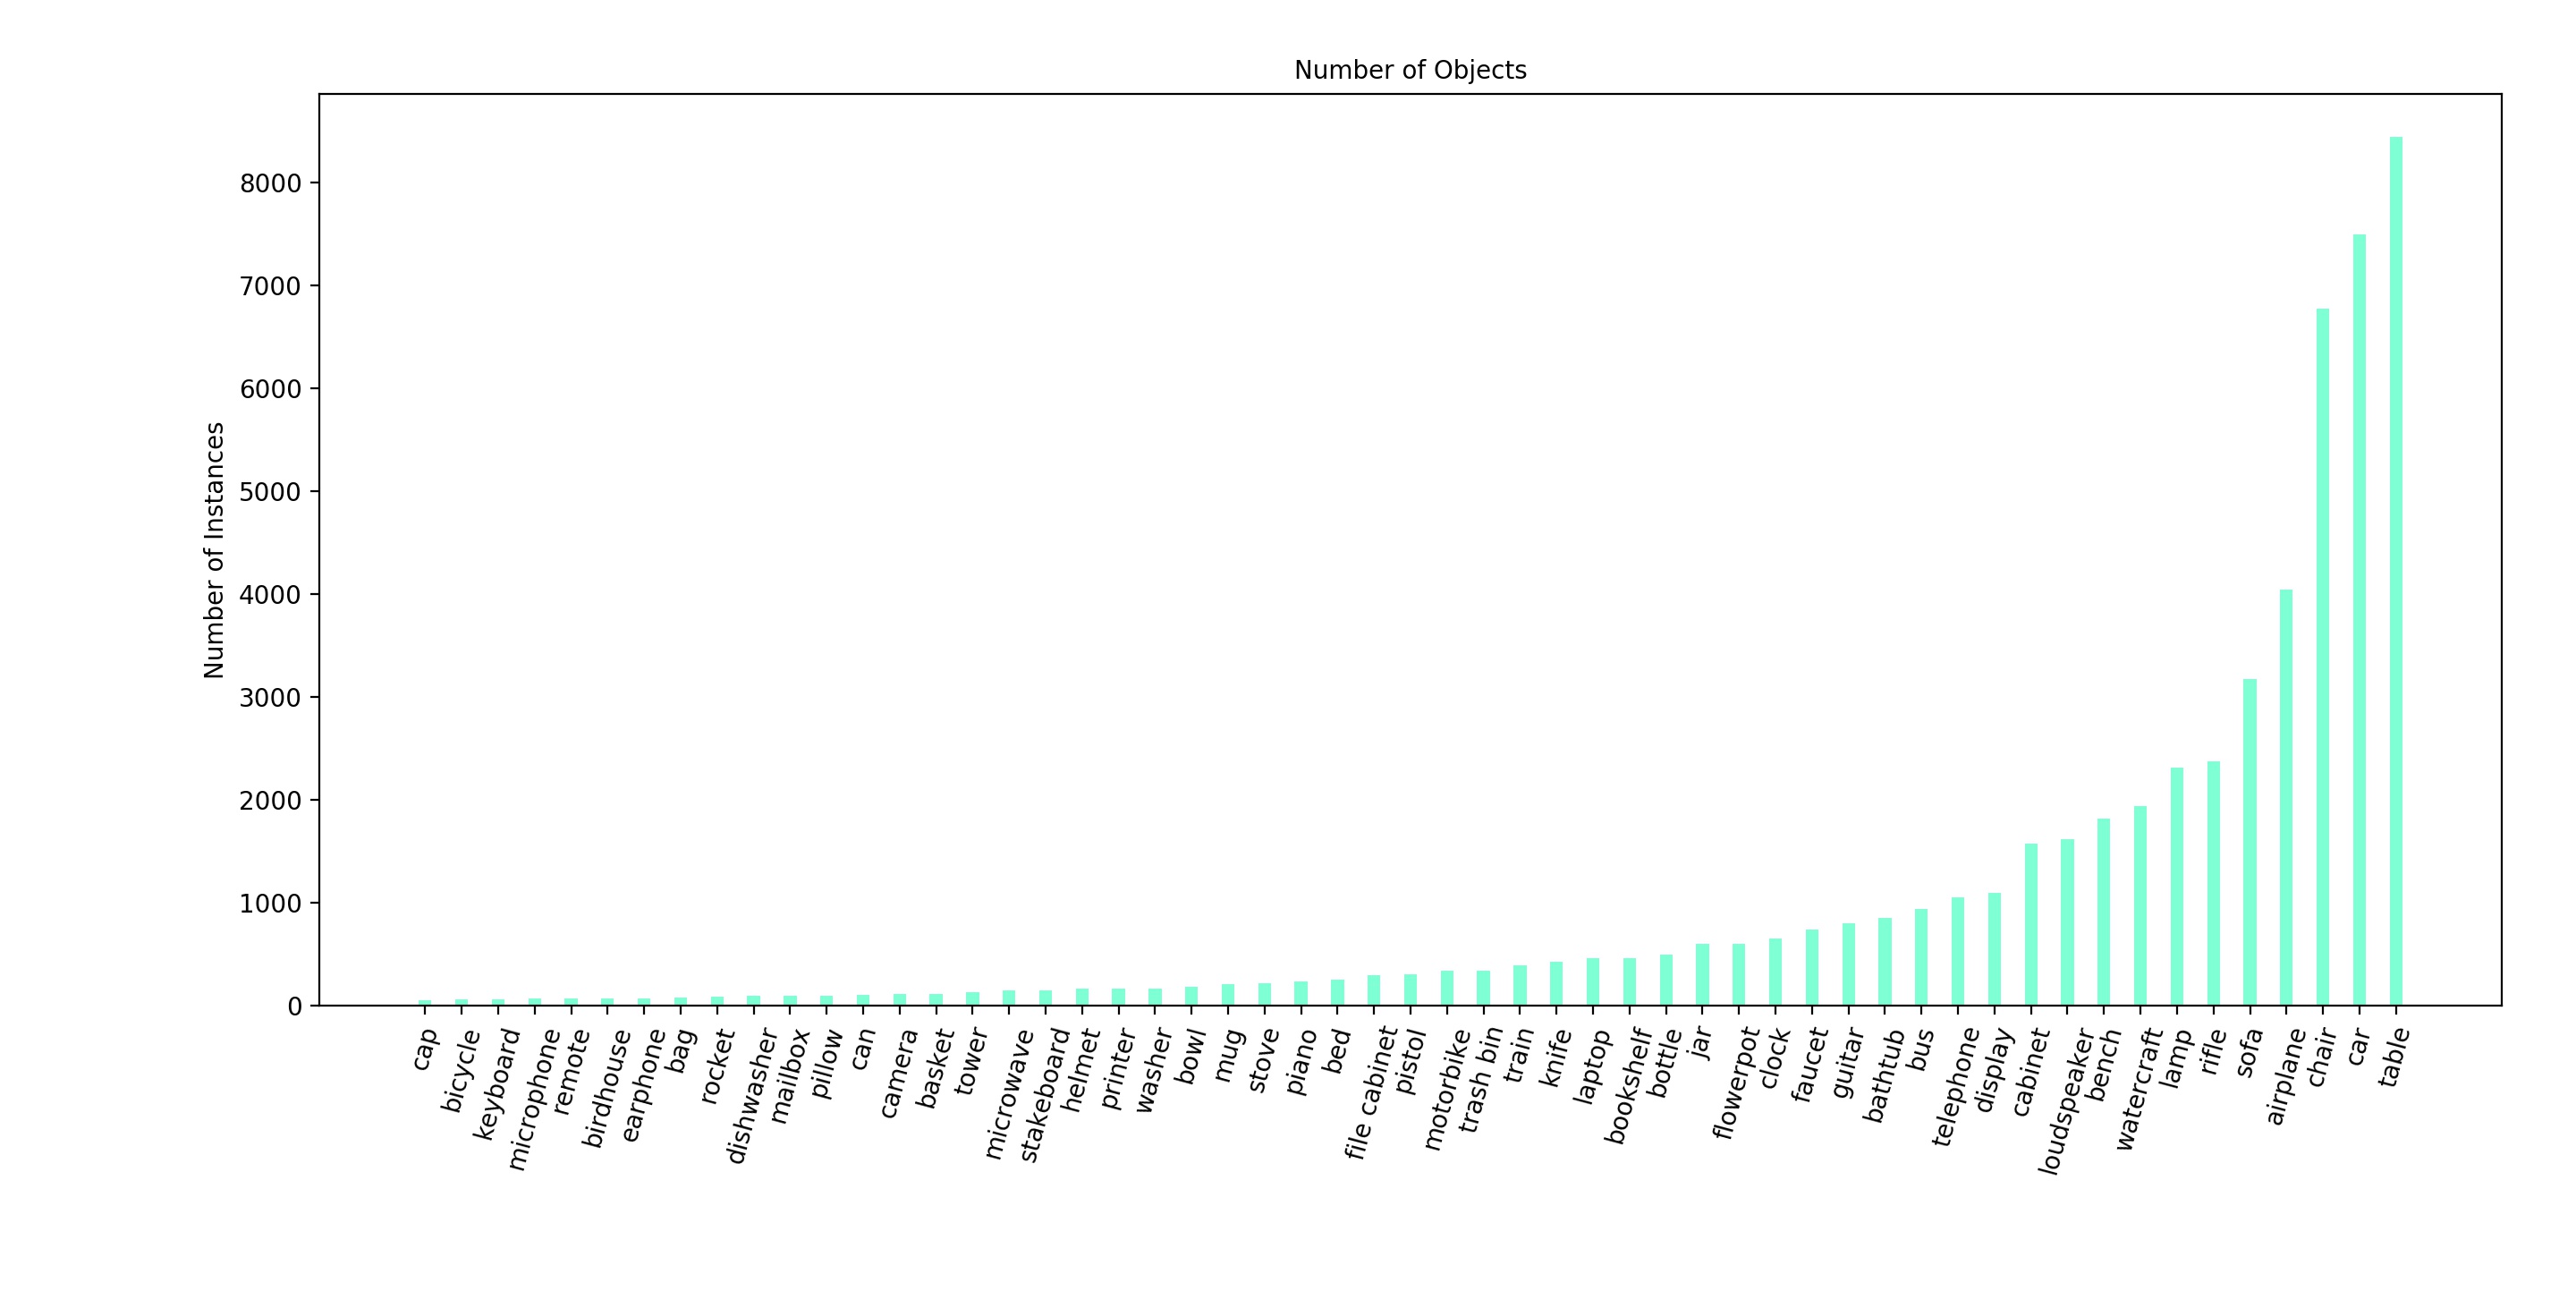 Number of Objects
Number of Instances
8000
7000
6000
5000
4000
3000
2000
1000
0
cap
bicycle
keyboard
microphone
remote
birdhouse
earphone
bag
rocket
dishwasher
mailbox
pillow
can
camera
basket
tower
microwave
stakeboard
helmet
printer
washer
bowl
mug
stove
piano
bed
file cabinet
pistol
motorbike
trash bin
train
knife
laptop
bookshelf
bottle
jar
flowerpot
clock
faucet
guitar
bathtub
bus
telephone
display
cabinet
loudspeaker
bench
watercraft
lamp
rifle
sofa
airplane
chair
car
table